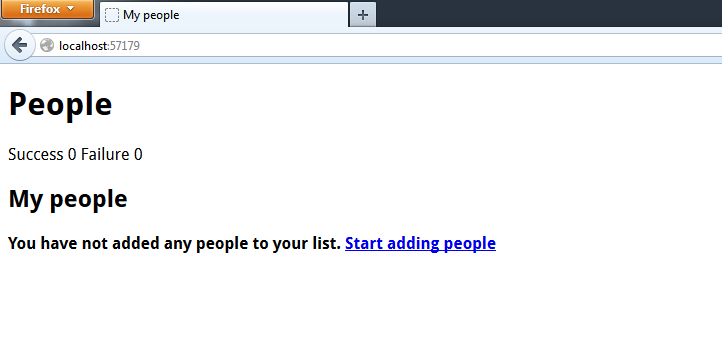 Firefox
My people
localhost:57179
People
Success 0 Failure 0
My people
You have not added any people to your list. Start adding people